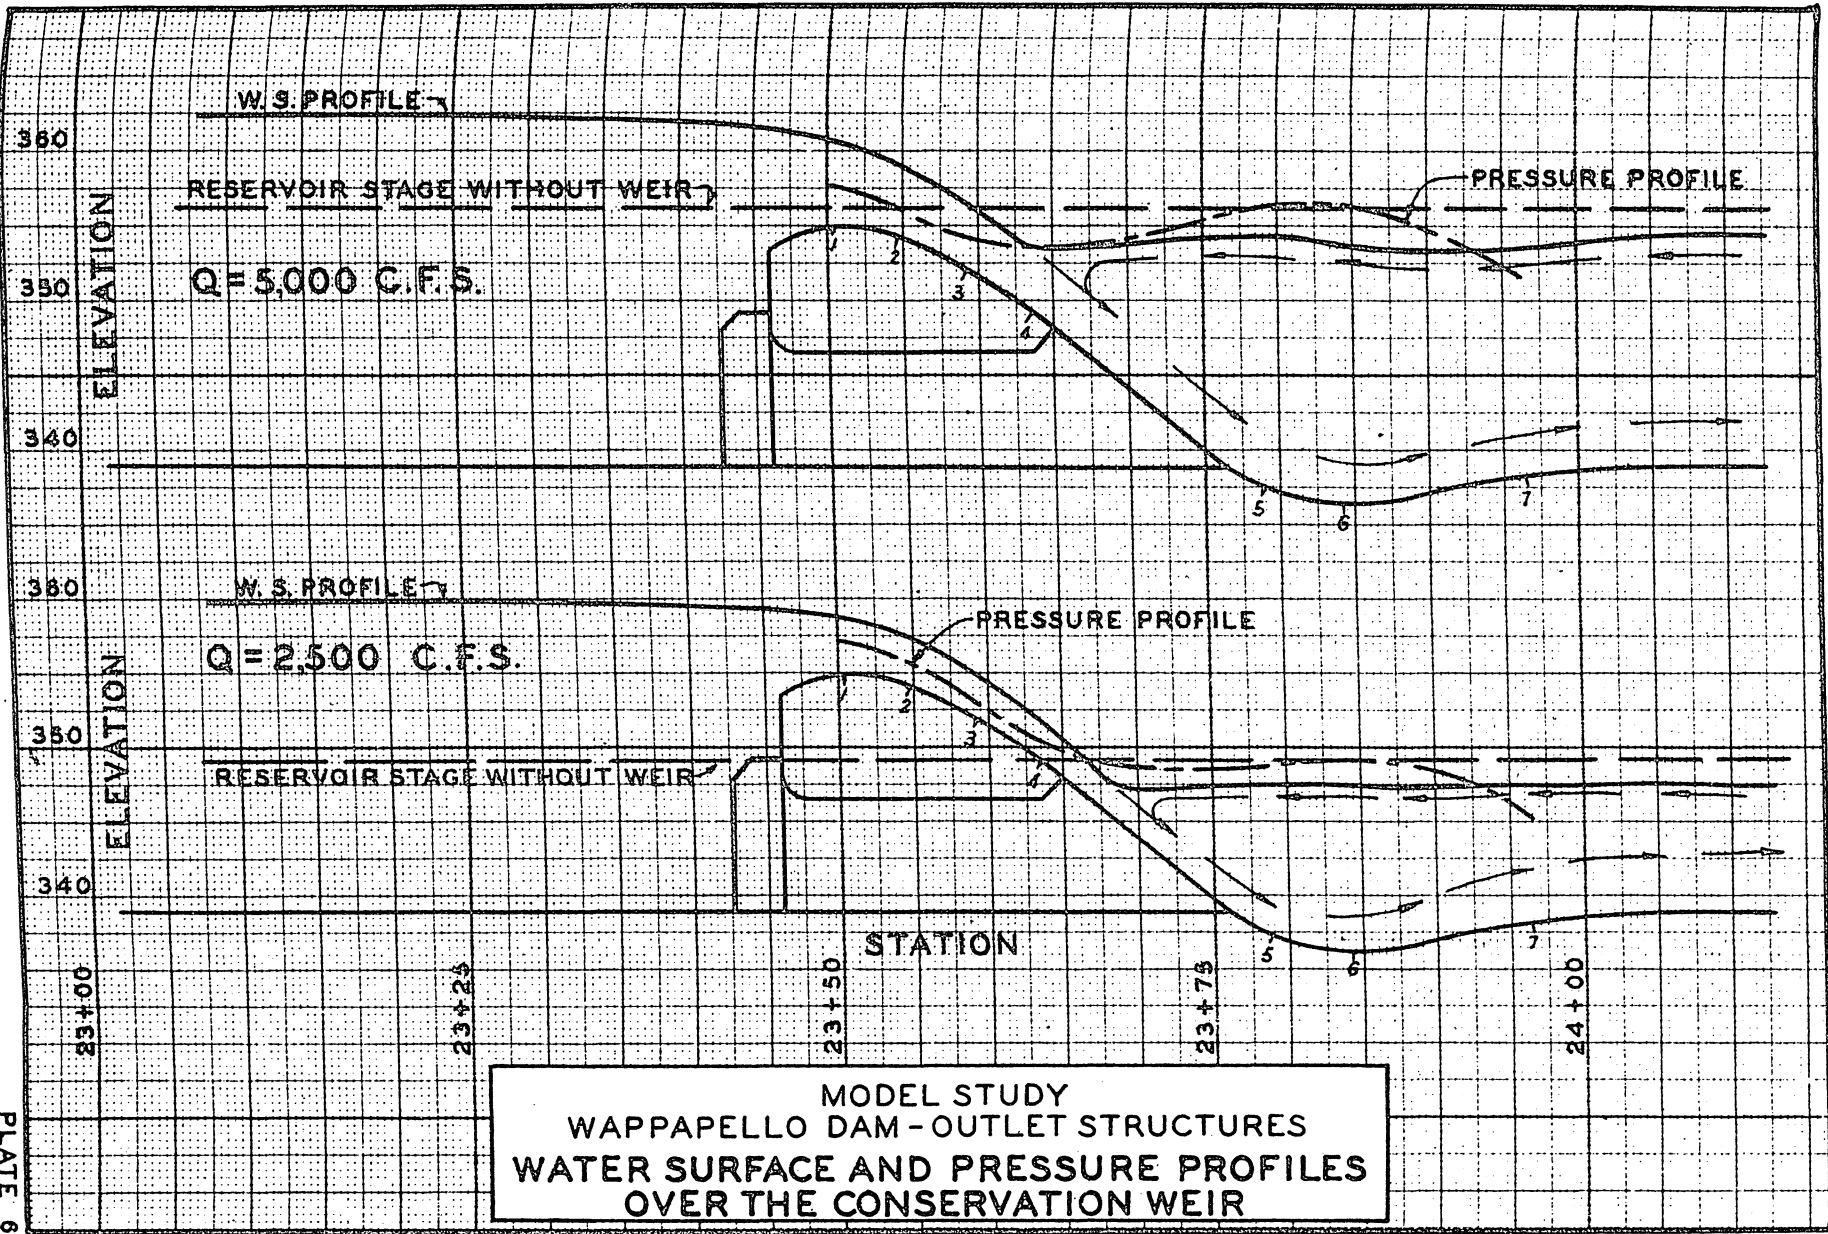 W. S. PROFILE
360
RESERVOIR STAGE WITHOUT WEIR
PRESSURE PROFILE
ELEVATION
Q = 5,000 C.F.S.
350
1
2
3
4
340
5
6
7
360
W. S. PROFILE
PRESSURE PROFILE
Q = 2,500 C.F.S.
ELEVATION
1
2
3
350
RESERVOIR STAGE WITHOUT WEIR
4
340
STATION
5
6
7
23+00
23+25
23+50
23+75
24+00
MODEL STUDY
WAPPAPELLO DAM - OUTLET STRUCTURES
WATER SURFACE AND PRESSURE PROFILES
OVER THE CONSERVATION WEIR
PLATE 6